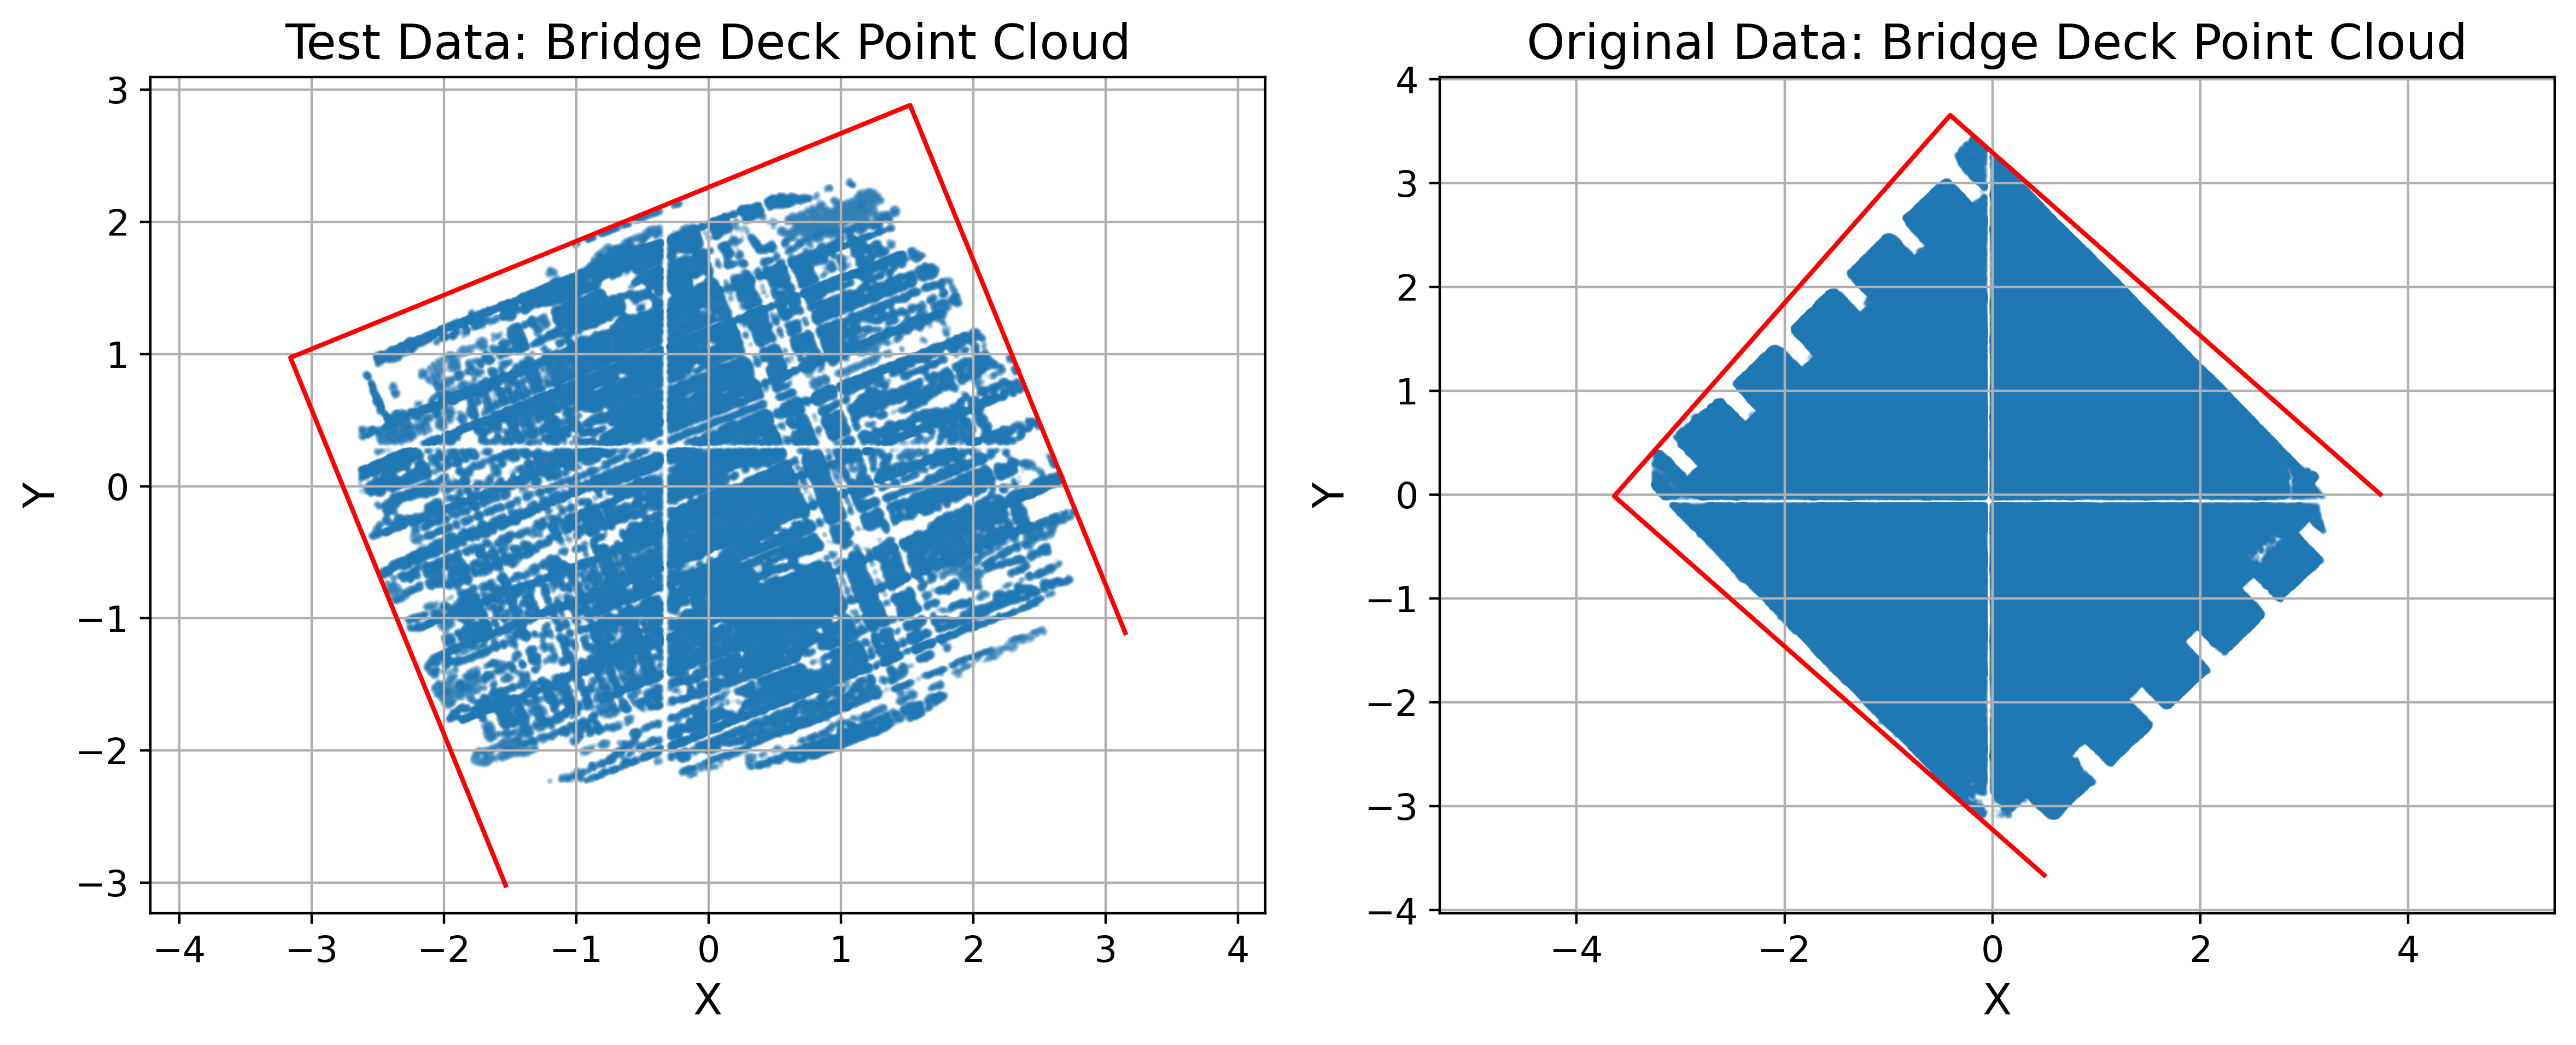 Test Data: Bridge Deck Point Cloud
3
2
1
0
−1
−2
−3
Y
−4 −3 −2 −1 0 1 2 3 4
X
Original Data: Bridge Deck Point Cloud
4
3
2
1
0
−1
−2
−3
−4
Y
−4 −2 0 2 4
X